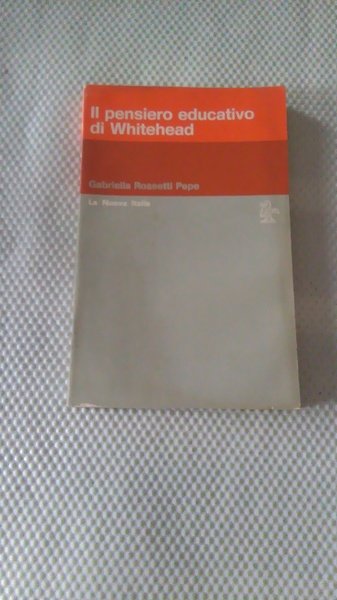 Il pensiero educativo
di Whitehead
Gabriella Rossetti Pepe
La Nuova Italia